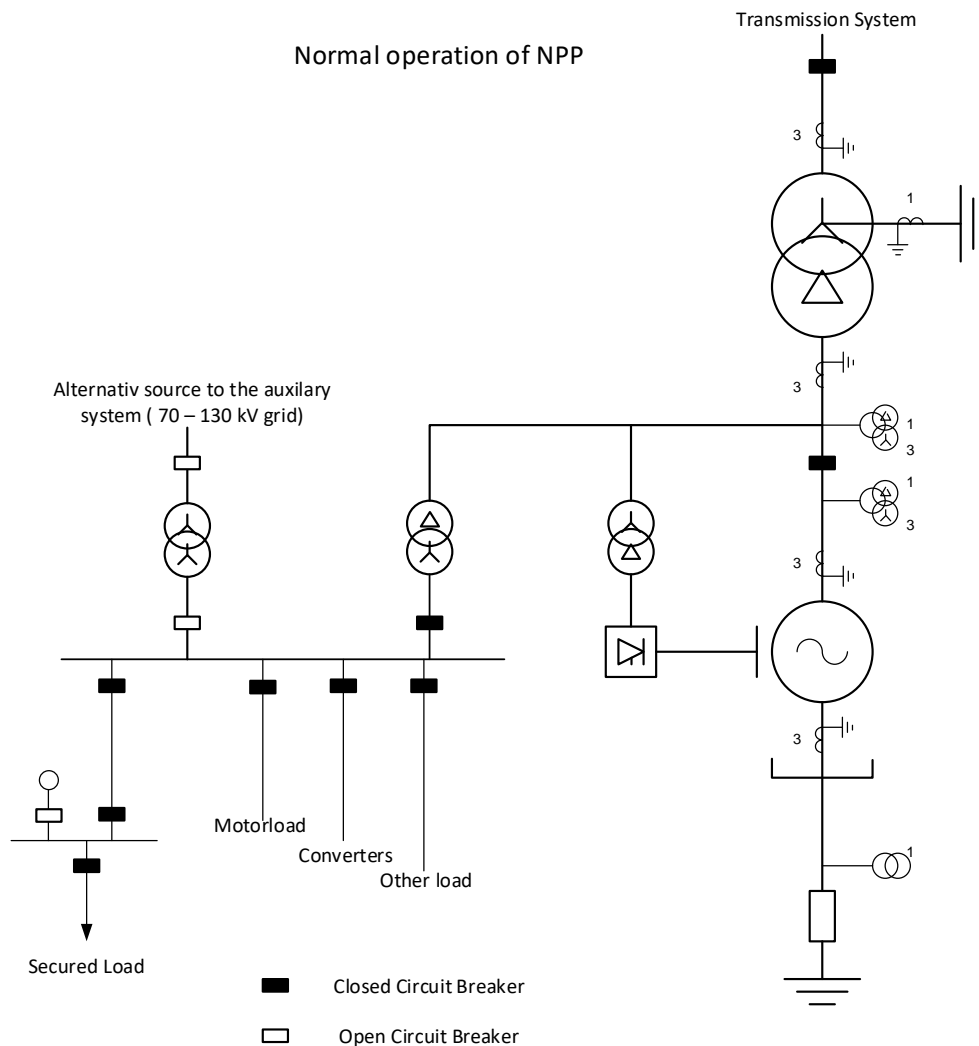 Transmission System
Normal operation of NPP
3
1
3
Alternativ source to the auxilary
system ( 70 – 130 kV grid)
1
3
1
3
3
3
Motorload
Converters
Other load
1
Secured Load
Closed Circuit Breaker
Open Circuit Breaker